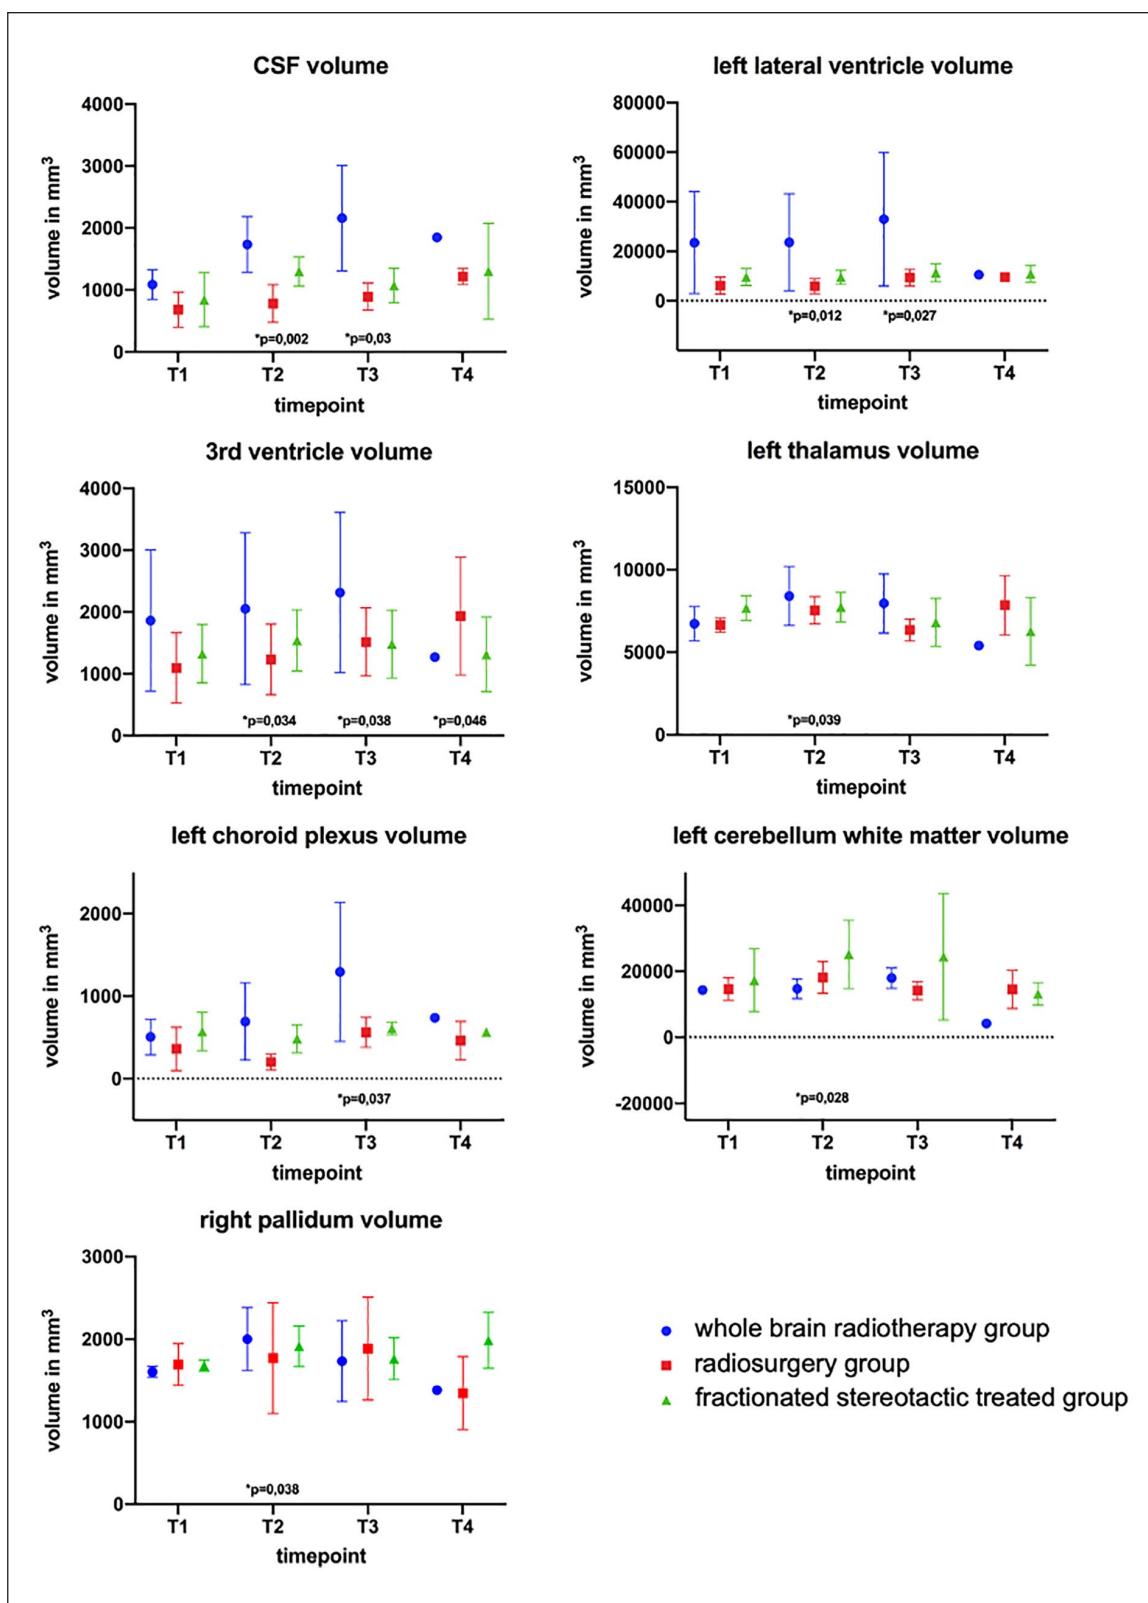 CSF volume
volume in mm³
4000
3000
2000
1000
0
*p=0,002
*p=0,03
T1 T2 T3 T4
timepoint
left lateral ventricle volume
volume in mm³
80000
60000
40000
20000
0
*p=0,012
*p=0,027
T1 T2 T3 T4
timepoint
3rd ventricle volume
volume in mm³
4000
3000
2000
1000
0
*p=0,034
*p=0,038
*p=0,046
T1 T2 T3 T4
timepoint
left thalamus volume
volume in mm³
15000
10000
5000
0
*p=0,039
T1 T2 T3 T4
timepoint
left choroid plexus volume
volume in mm³
2000
1000
0
*p=0,037
T1 T2 T3 T4
timepoint
left cerebellum white matter volume
volume in mm³
40000
20000
0
-20000
*p=0,028
T1 T2 T3 T4
timepoint
right pallidum volume
volume in mm³
3000
2000
1000
0
*p=0,038
T1 T2 T3 T4
timepoint
whole brain radiotherapy group
radiosurgery group
fractionated stereotactic treated group